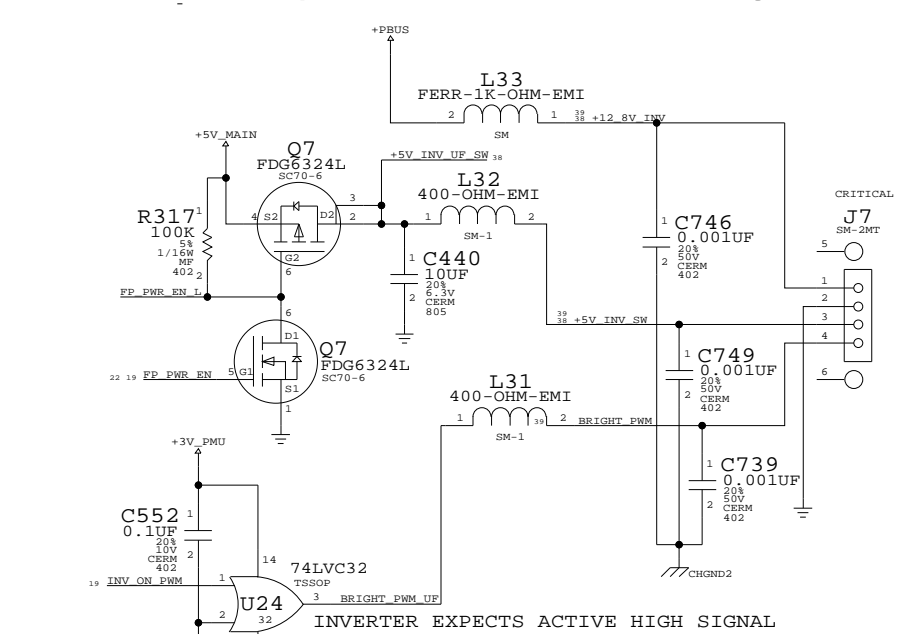 +PBUS
L33
FERR-1K-OHM-EMI
2 1
39
38 +12_8V_INV
SM
+5V_MAIN
Q7
FDG6324L
SC70-6
+5V_INV_UF_SW 38
L32
400-OHM-EMI
3
4 S2 D2 2
1 2
SM-1
G2
6
R317 1
100K
5%
1/16W
MF
402 2
FP_PWR_EN_L
1
C440
10UF
20%
6.3V
CERM
805
2
1
C746
0.001UF
20%
50V
CERM
402
2
CRITICAL
J7
SM-2MT
5
1
2
3
4
6
39
38 +5V_INV_SW
6
D1
Q7
FDG6324L
SC70-6
22 19 FP_PWR_EN 5 G1
S1
1
1
C749
0.001UF
20%
50V
CERM
402
2
L31
400-OHM-EMI
1 39 2 BRIGHT_PWM
SM-1
+3V_PMU
1
C739
0.001UF
20%
50V
CERM
402
2
C552 1
0.1UF
20%
10V
CERM
402
2
14
74LVC32
TSSOP
CHGND2
19 INV_ON_PWM 1
U24
3 BRIGHT_PWM_UF
2
32
INVERTER EXPECTS ACTIVE HIGH SIGNAL